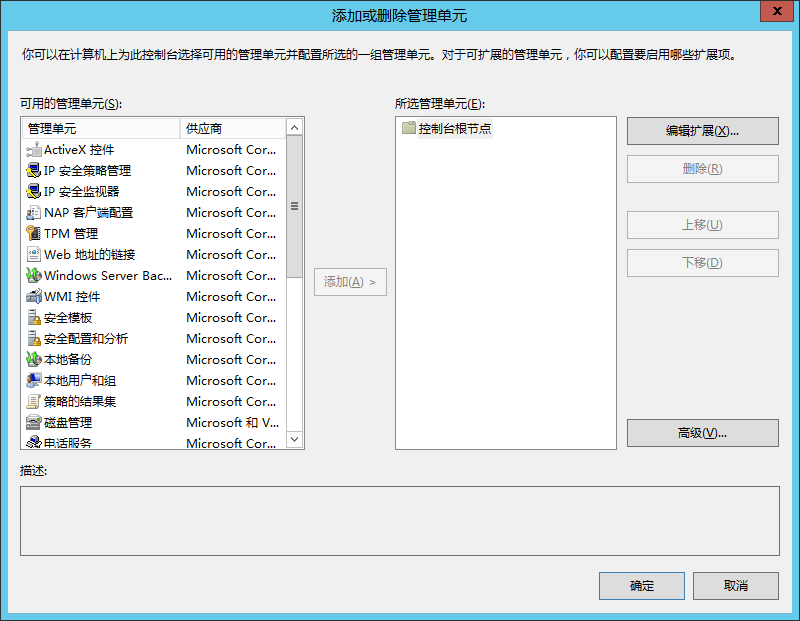 添加或删除管理单元
你可以在计算机上为此控制台选择可用的管理单元并配置所选的一组管理单元。对于可扩展的管理单元，你可以配置要启用哪些扩展项。
可用的管理单元(S):
所选管理单元(E):
管理单元 供应商
ActiveX 控件 Microsoft Cor...
IP 安全策略管理 Microsoft Cor...
IP 安全监视器 Microsoft Cor...
NAP 客户端配置 Microsoft Cor...
TPM 管理 Microsoft Cor...
Web 地址的链接 Microsoft Cor...
Windows Server Bac... Microsoft Cor...
WMI 控件 Microsoft Cor...
安全模板 Microsoft Cor...
安全配置和分析 Microsoft Cor...
本地备份 Microsoft Cor...
本地用户和组 Microsoft Cor...
策略的结果集 Microsoft Cor...
磁盘管理 Microsoft 和 V...
电话服务 Microsoft Cor...
添加(A) >
控制台根节点
编辑扩展(X)...
删除(R)
上移(U)
下移(D)
高级(V)...
描述:
确定
取消